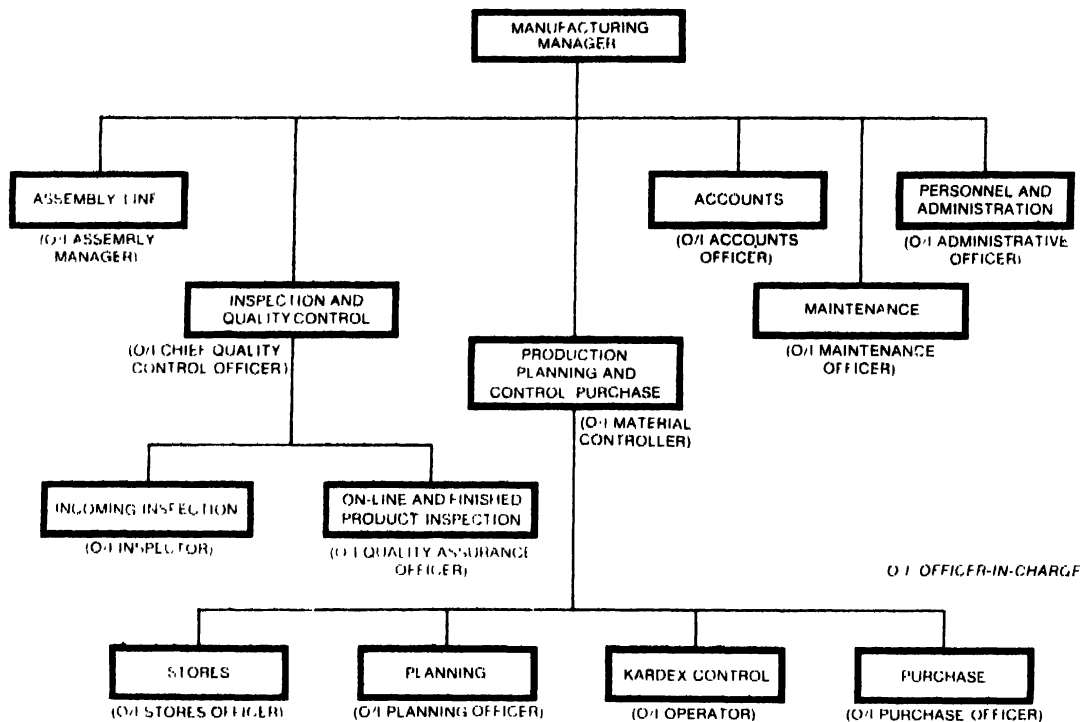 MANUFACTURING
MANAGER
ASSEMBLY LINE
(O/I ASSEMBLY
MANAGER)
ACCOUNTS
(O/I ACCOUNTS
OFFICER)
PERSONNEL AND
ADMINISTRATION
(O/I ADMINISTRATIVE
OFFICER)
INSPECTION AND
QUALITY CONTROL
(O/I CHIEF QUALITY
CONTROL OFFICER)
MAINTENANCE
(O/I MAINTENANCE
OFFICER)
PRODUCTION
PLANNING AND
CONTROL PURCHASE
(O/I MATERIAL
CONTROLLER)
INCOMING INSPECTION
(O/I INSPECTOR)
ON-LINE AND FINISHED
PRODUCT INSPECTION
(O/I QUALITY ASSURANCE
OFFICER)
O/I OFFICER-IN-CHARGE
STORES
(O/I STORES OFFICER)
PLANNING
(O/I PLANNING OFFICER)
KARDEX CONTROL
(O/I OPERATOR)
PURCHASE
(O/I PURCHASE OFFICER)